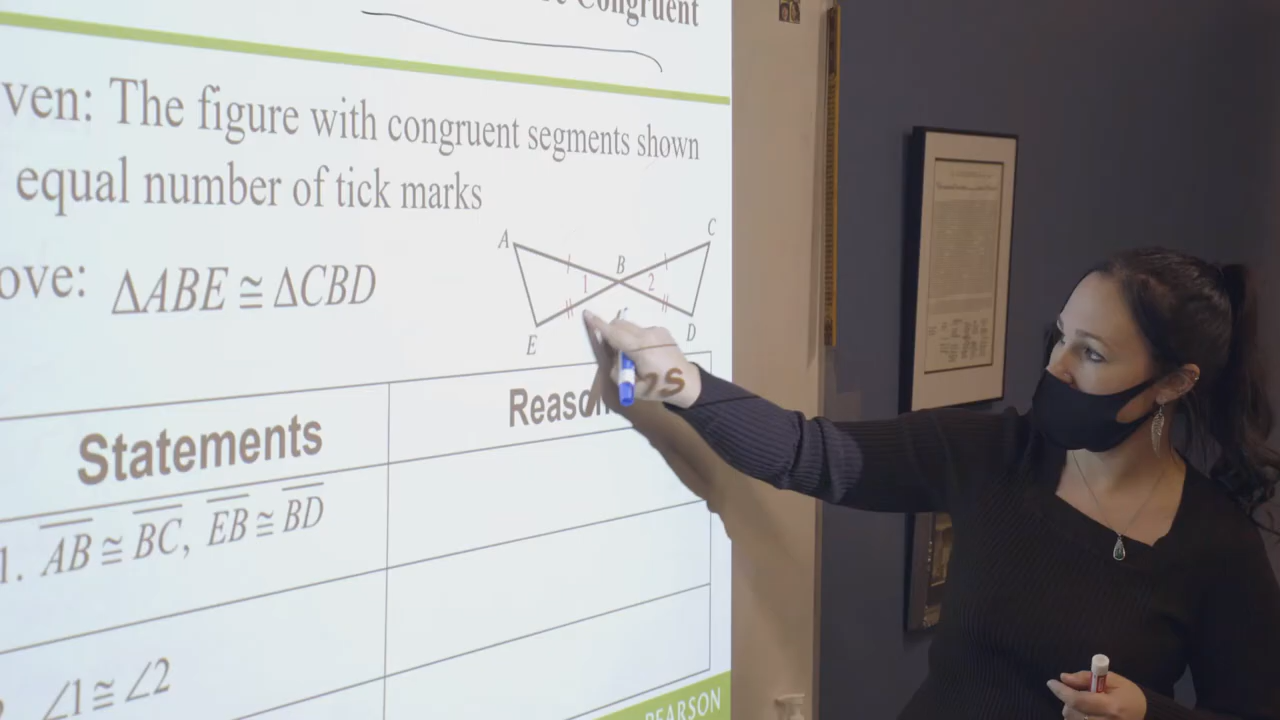 Congruent
ven: The figure with congruent segments shown
equal number of tick marks
ove: ΔABE ≅ ΔCBD
A
C
B
1
2
E
D
Statements
Reasons
1. AB ≅ BC, EB ≅ BD
∠1 ≅ ∠2
PEARSON